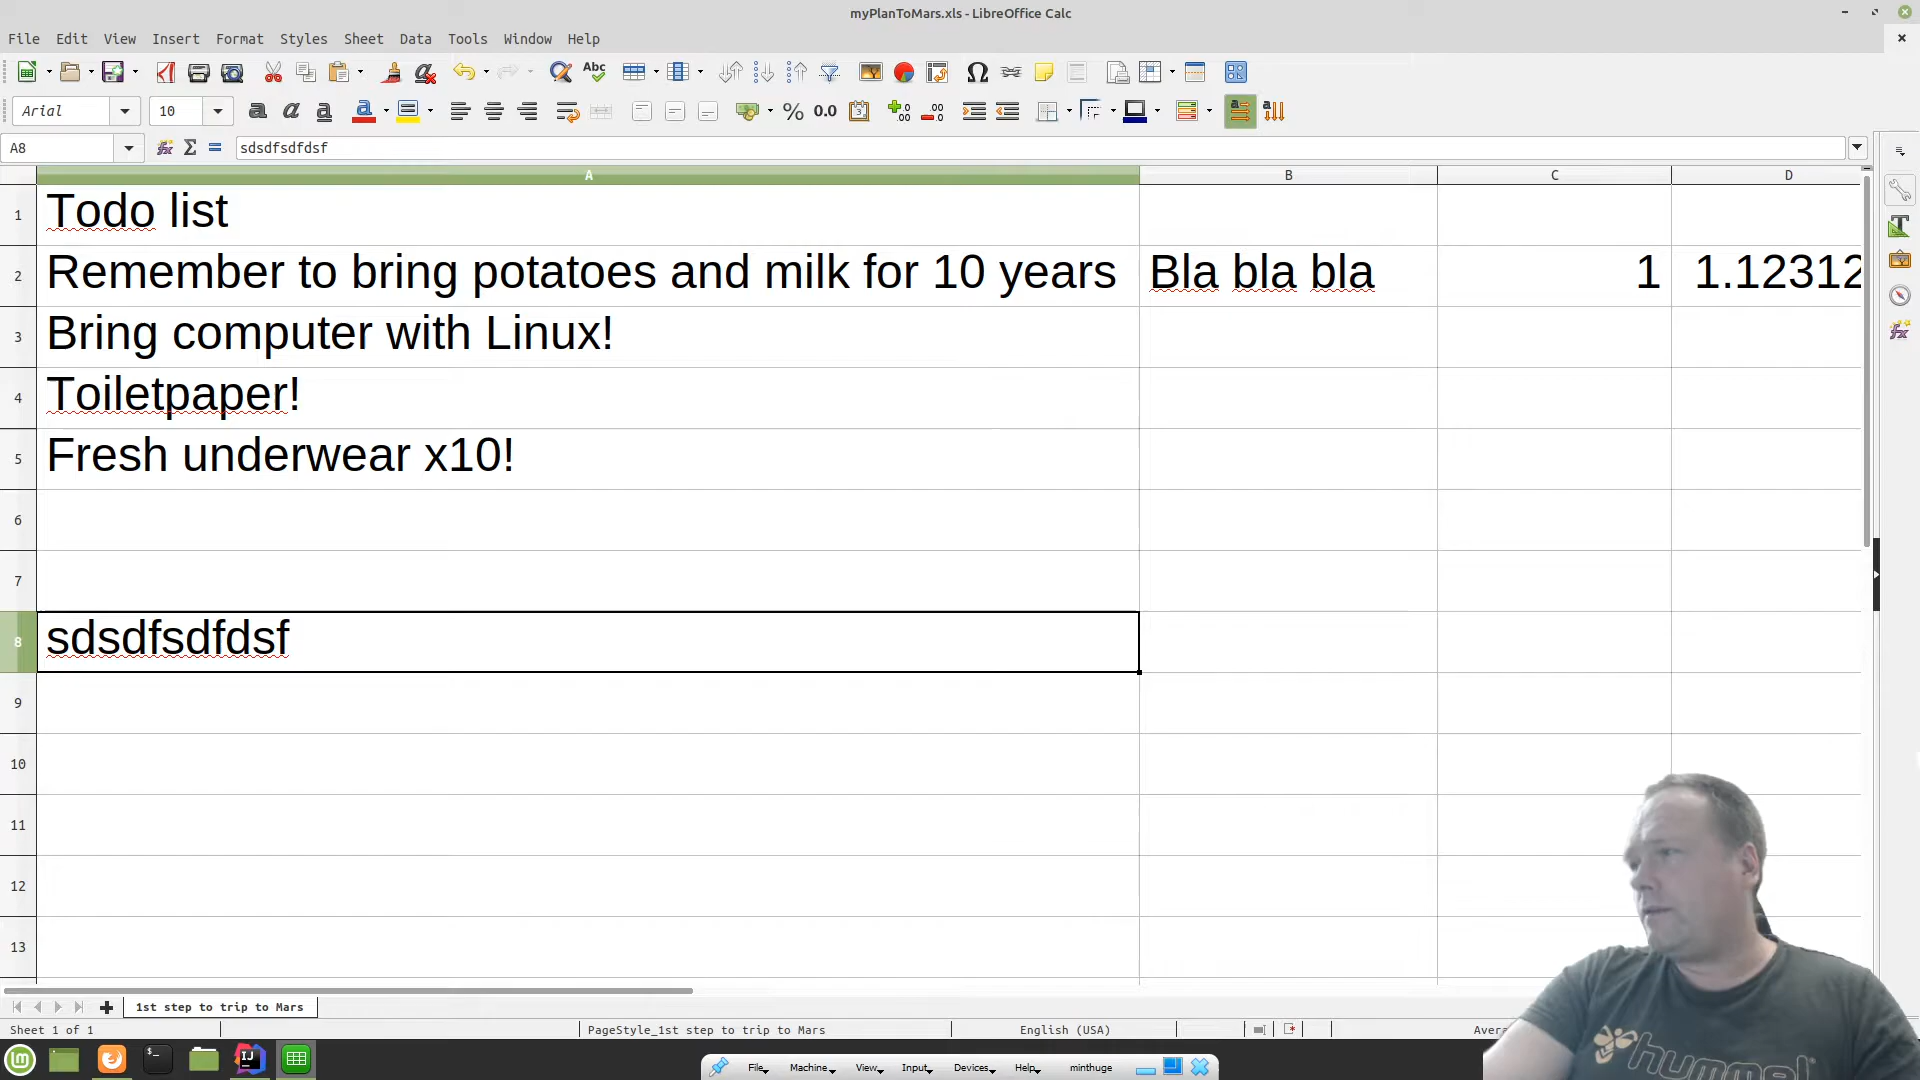 myPlanToMars.xls - LibreOffice Calc
File Edit View Insert Format Styles Sheet Data Tools Window Help
Arial 10
A8 sdsdfsdfdsf
A B C D
1 Todo list
2 Remember to bring potatoes and milk for 10 years Bla bla bla 1 1.12312
3 Bring computer with Linux!
4 Toiletpaper!
5 Fresh underwear x10!
6
7
8 sdsdfsdfdsf
9
10
11
12
13
1st step to trip to Mars
Sheet 1 of 1 PageStyle_1st step to trip to Mars English (USA) Avera
File Machine View Input Devices Help minthuge
hummel